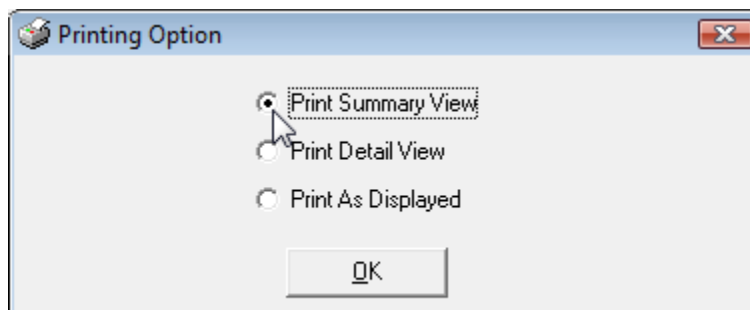 Printing Option
Print Summary View
Print Detail View
Print As Displayed
OK